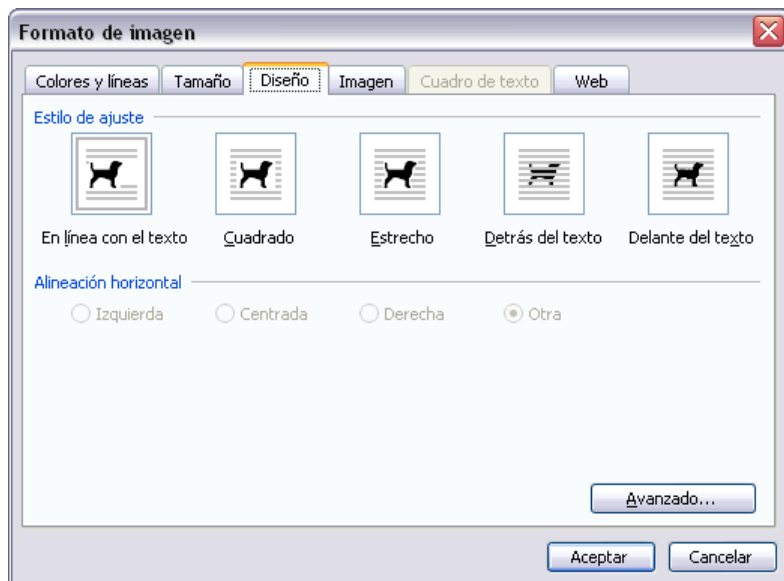 Formato de imagen
Colores y líneas Tamaño Diseño Imagen Cuadro de texto Web
Estilo de ajuste
En línea con el texto Cuadrado Estrecho Detrás del texto Delante del texto
Alineación horizontal
Izquierda Centrada Derecha Otra
Avanzado...
Aceptar Cancelar